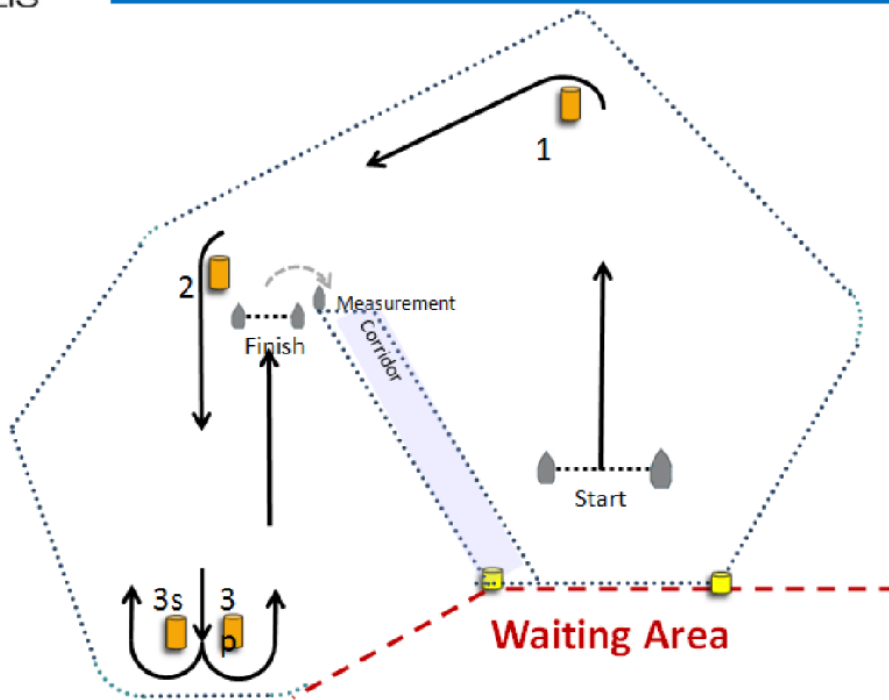 1
2
Measurement
Finish
Corridor
Start
3s
3
p
Waiting Area